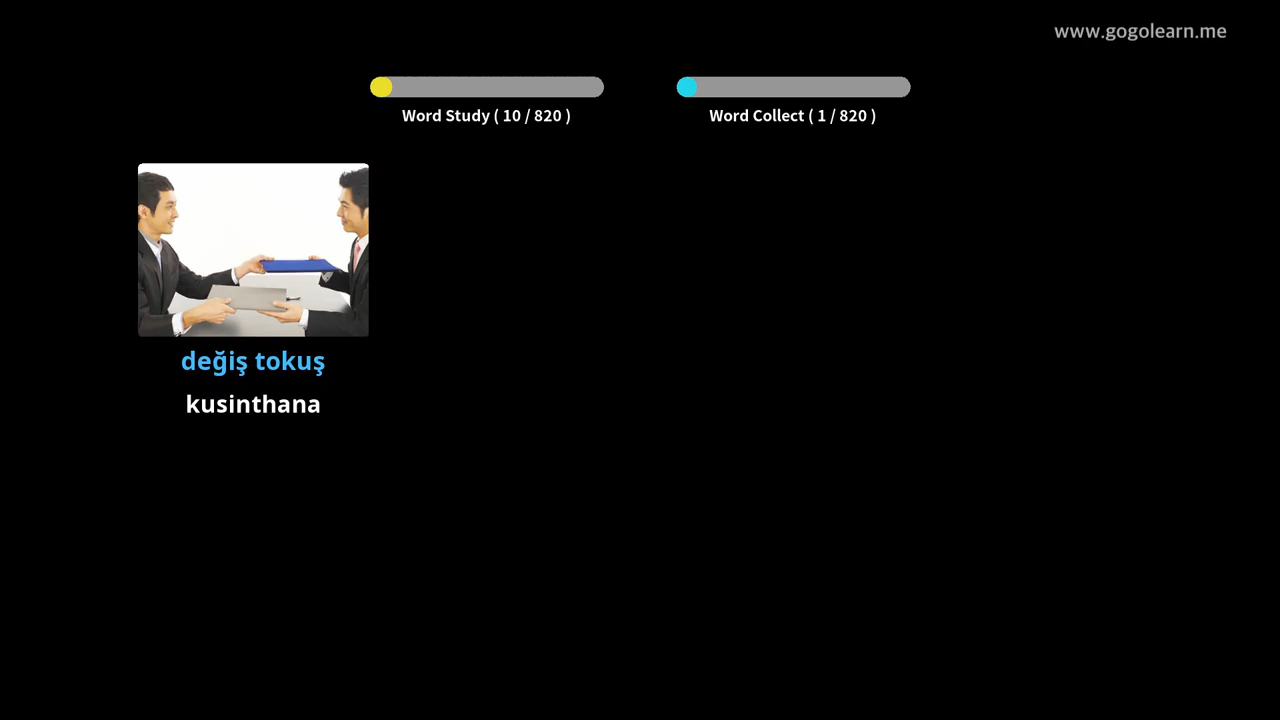 www.gogolearn.me
Word Study ( 10 / 820 )
Word Collect ( 1 / 820 )
değiş tokuş
kusinthana